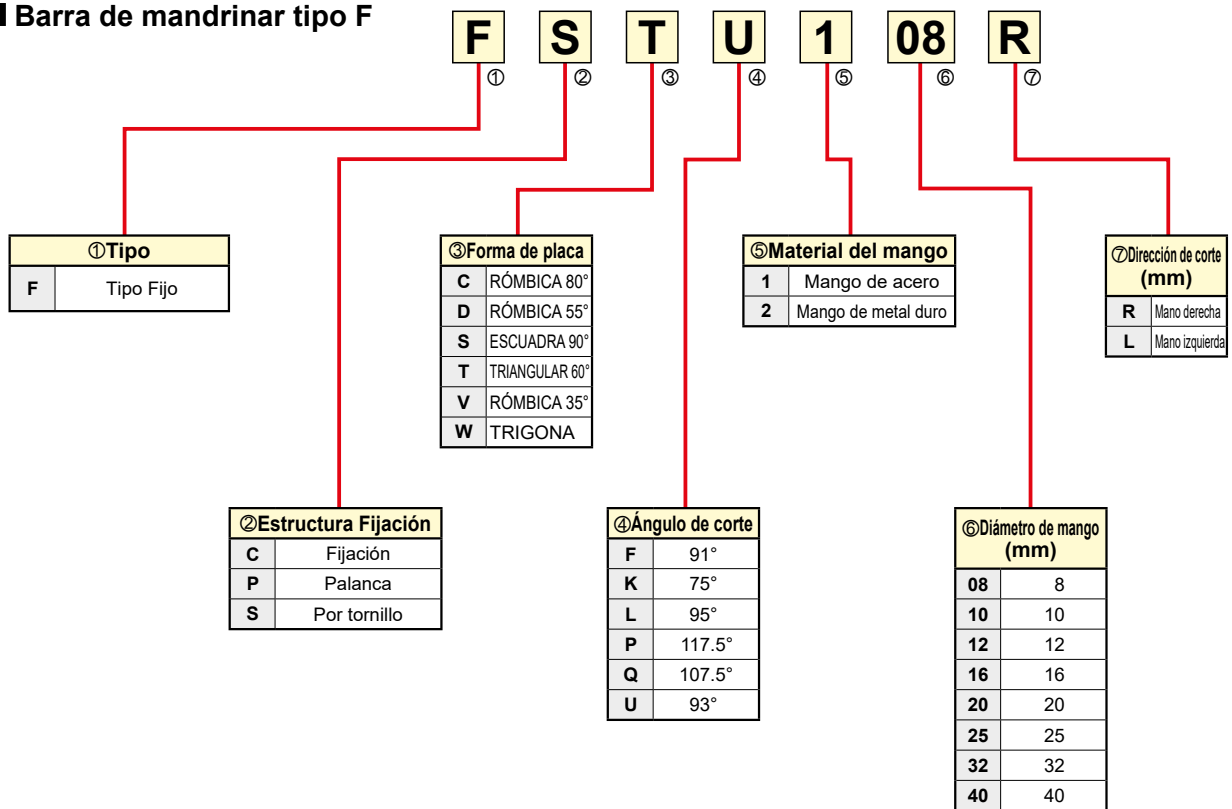 Barra de mandrinar tipo F
F S T U 1 08 R
① ② ③ ④ ⑤ ⑥ ⑦
①Tipo
F Tipo Fijo
③Forma de placa
C RÓMBICA 80°
D RÓMBICA 55°
S ESCUADRA 90°
T TRIANGULAR 60°
V RÓMBICA 35°
W TRIGONA
⑤Material del mango
1 Mango de acero
2 Mango de metal duro
⑦Dirección de corte
(mm)
R Mano derecha
L Mano izquierda
②Estructura Fijación
C Fijación
P Palanca
S Por tornillo
④Ángulo de corte
F 91°
K 75°
L 95°
P 117.5°
Q 107.5°
U 93°
⑥Diámetro de mango
(mm)
08 8
10 10
12 12
16 16
20 20
25 25
32 32
40 40